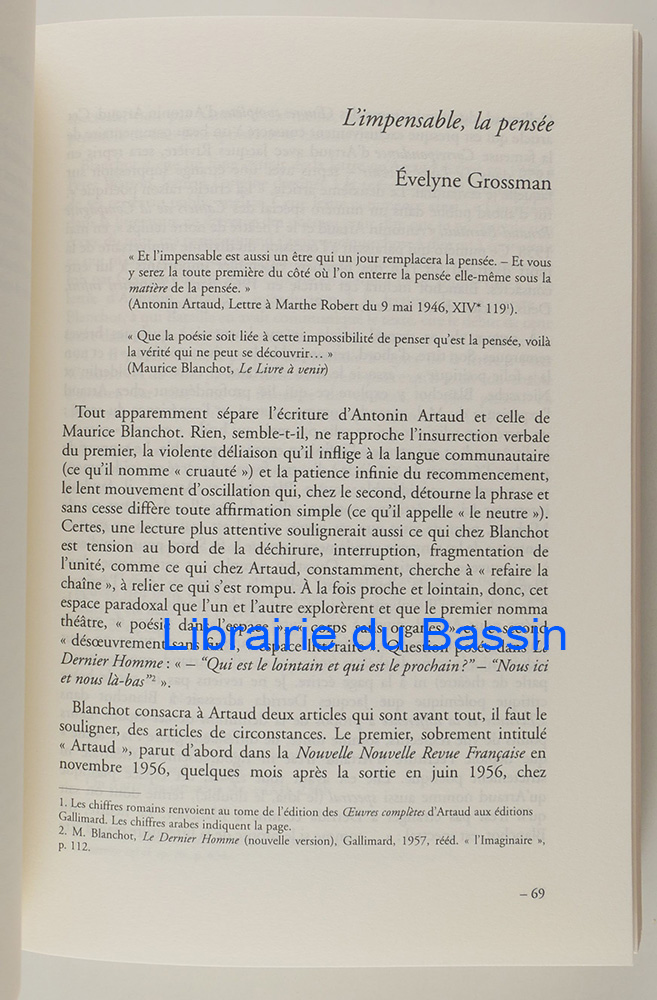 L'impensable, la pensée
Évelyne Grossman
« Et l'impensable est aussi un être qui un jour remplacera la pensée. – Et vous
y serez la toute première du côté où l'on enterre la pensée elle-même sous la
matière de la pensée. »
(Antonin Artaud, Lettre à Marthe Robert du 9 mai 1946, XIV* 119¹).
« Que la poésie soit liée à cette impossibilité de penser qu'est la pensée, voilà
la vérité qui ne peut se découvrir… »
(Maurice Blanchot, Le Livre à venir)
Tout apparemment sépare l'écriture d'Antonin Artaud et celle de
Maurice Blanchot. Rien, semble-t-il, ne rapproche l'insurrection verbale
du premier, la violente déliaison qu'il inflige à la langue communautaire
(ce qu'il nomme « cruauté ») et la patience infinie du recommencement,
le lent mouvement d'oscillation qui, chez le second, détourne la phrase et
sans cesse diffère toute affirmation simple (ce qu'il appelle « le neutre »).
Certes, une lecture plus attentive soulignerait aussi ce qui chez Blanchot
est tension au bord de la déchirure, interruption, fragmentation de
l'unité, comme ce qui chez Artaud, constamment, cherche à « refaire la
chaîne », à relier ce qui s'est rompu. À la fois proche et lointain, donc, cet
espace paradoxal que l'un et l'autre explorèrent et que le premier nomma
théâtre, « poésie dans l'espace », « corps sans organes », le second
« désœuvrement sans fin », « espace littéraire ». Question posée dans Le
Dernier Homme : « – "Qui est le lointain et qui est le prochain ?" – "Nous ici
et nous là-bas"² ».
Librairie du Bassin
Blanchot consacra à Artaud deux articles qui sont avant tout, il faut le
souligner, des articles de circonstances. Le premier, sobrement intitulé
« Artaud », parut d'abord dans la Nouvelle Nouvelle Revue Française en
novembre 1956, quelques mois après la sortie en juin 1956, chez
1. Les chiffres romains renvoient au tome de l'édition des Œuvres complètes d'Artaud aux éditions
Gallimard. Les chiffres arabes indiquent la page.
2. M. Blanchot, Le Dernier Homme (nouvelle version), Gallimard, 1957, rééd. « l'Imaginaire »,
p. 112.
– 69